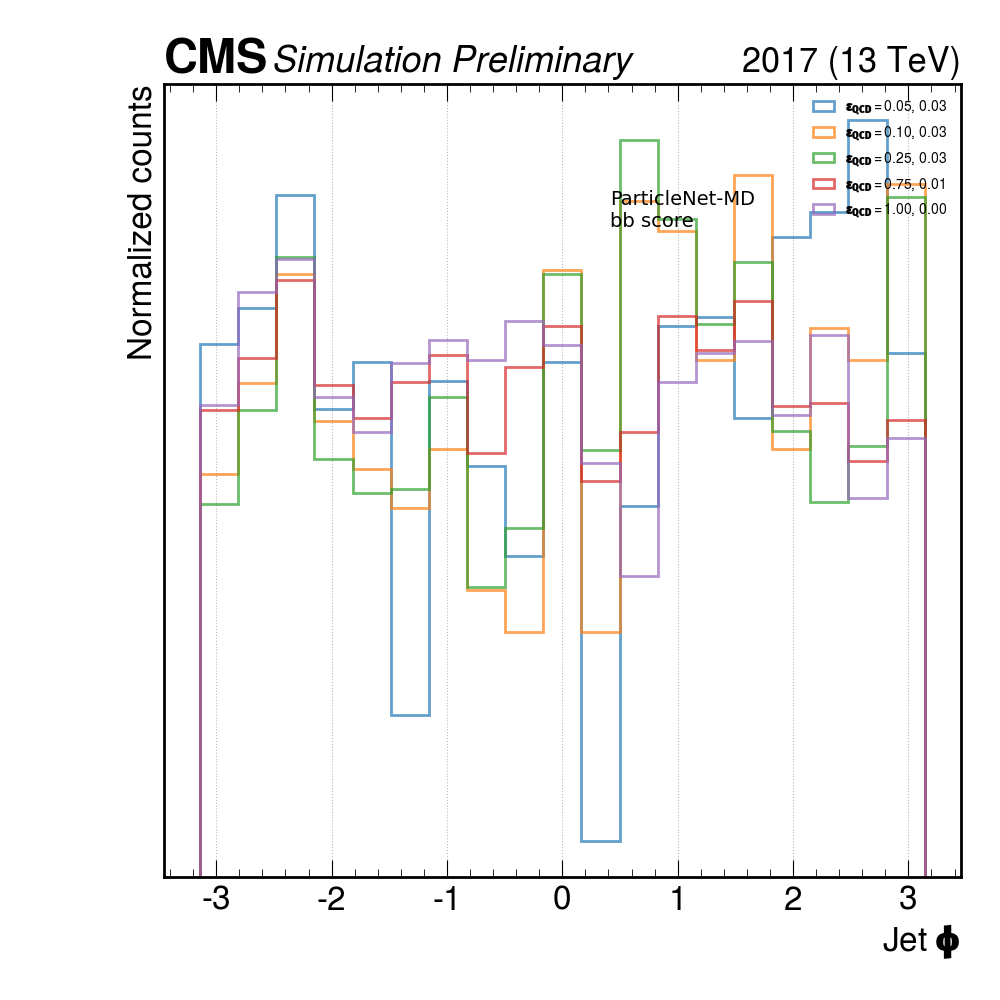 CMS Simulation Preliminary 2017 (13 TeV)
Normalized counts
ε_QCD = 0.05, 0.03
ε_QCD = 0.10, 0.03
ε_QCD = 0.25, 0.03
ε_QCD = 0.75, 0.01
ε_QCD = 1.00, 0.00
ParticleNet-MD
bb score
-3 -2 -1 0 1 2 3
Jet ϕ